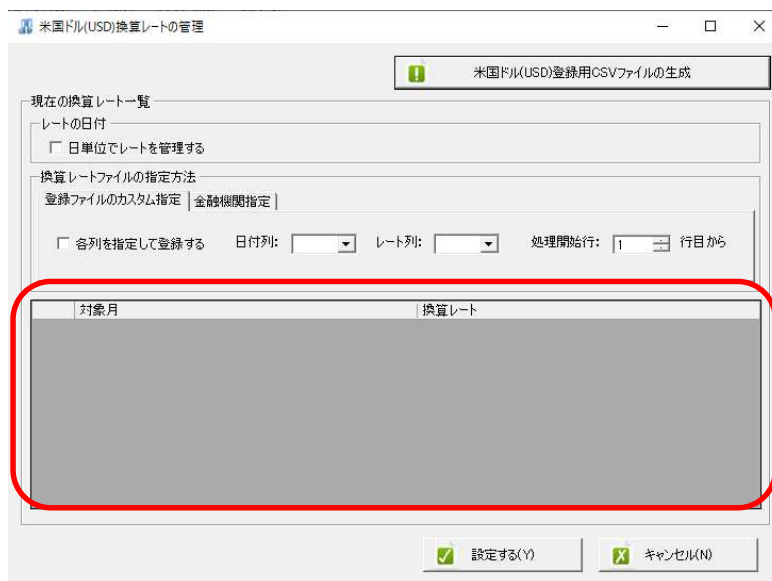 米国ドル(USD)換算レートの管理
米国ドル(USD)登録用CSVファイルの生成
現在の換算レート一覧
レートの日付
日単位でレートを管理する
換算レートファイルの指定方法
登録ファイルのカスタム指定 金融機関指定
各列を指定して登録する 日付列: レート列: 処理開始行: 1 行目から
対象月 換算レート
設定する(Y) キャンセル(N)